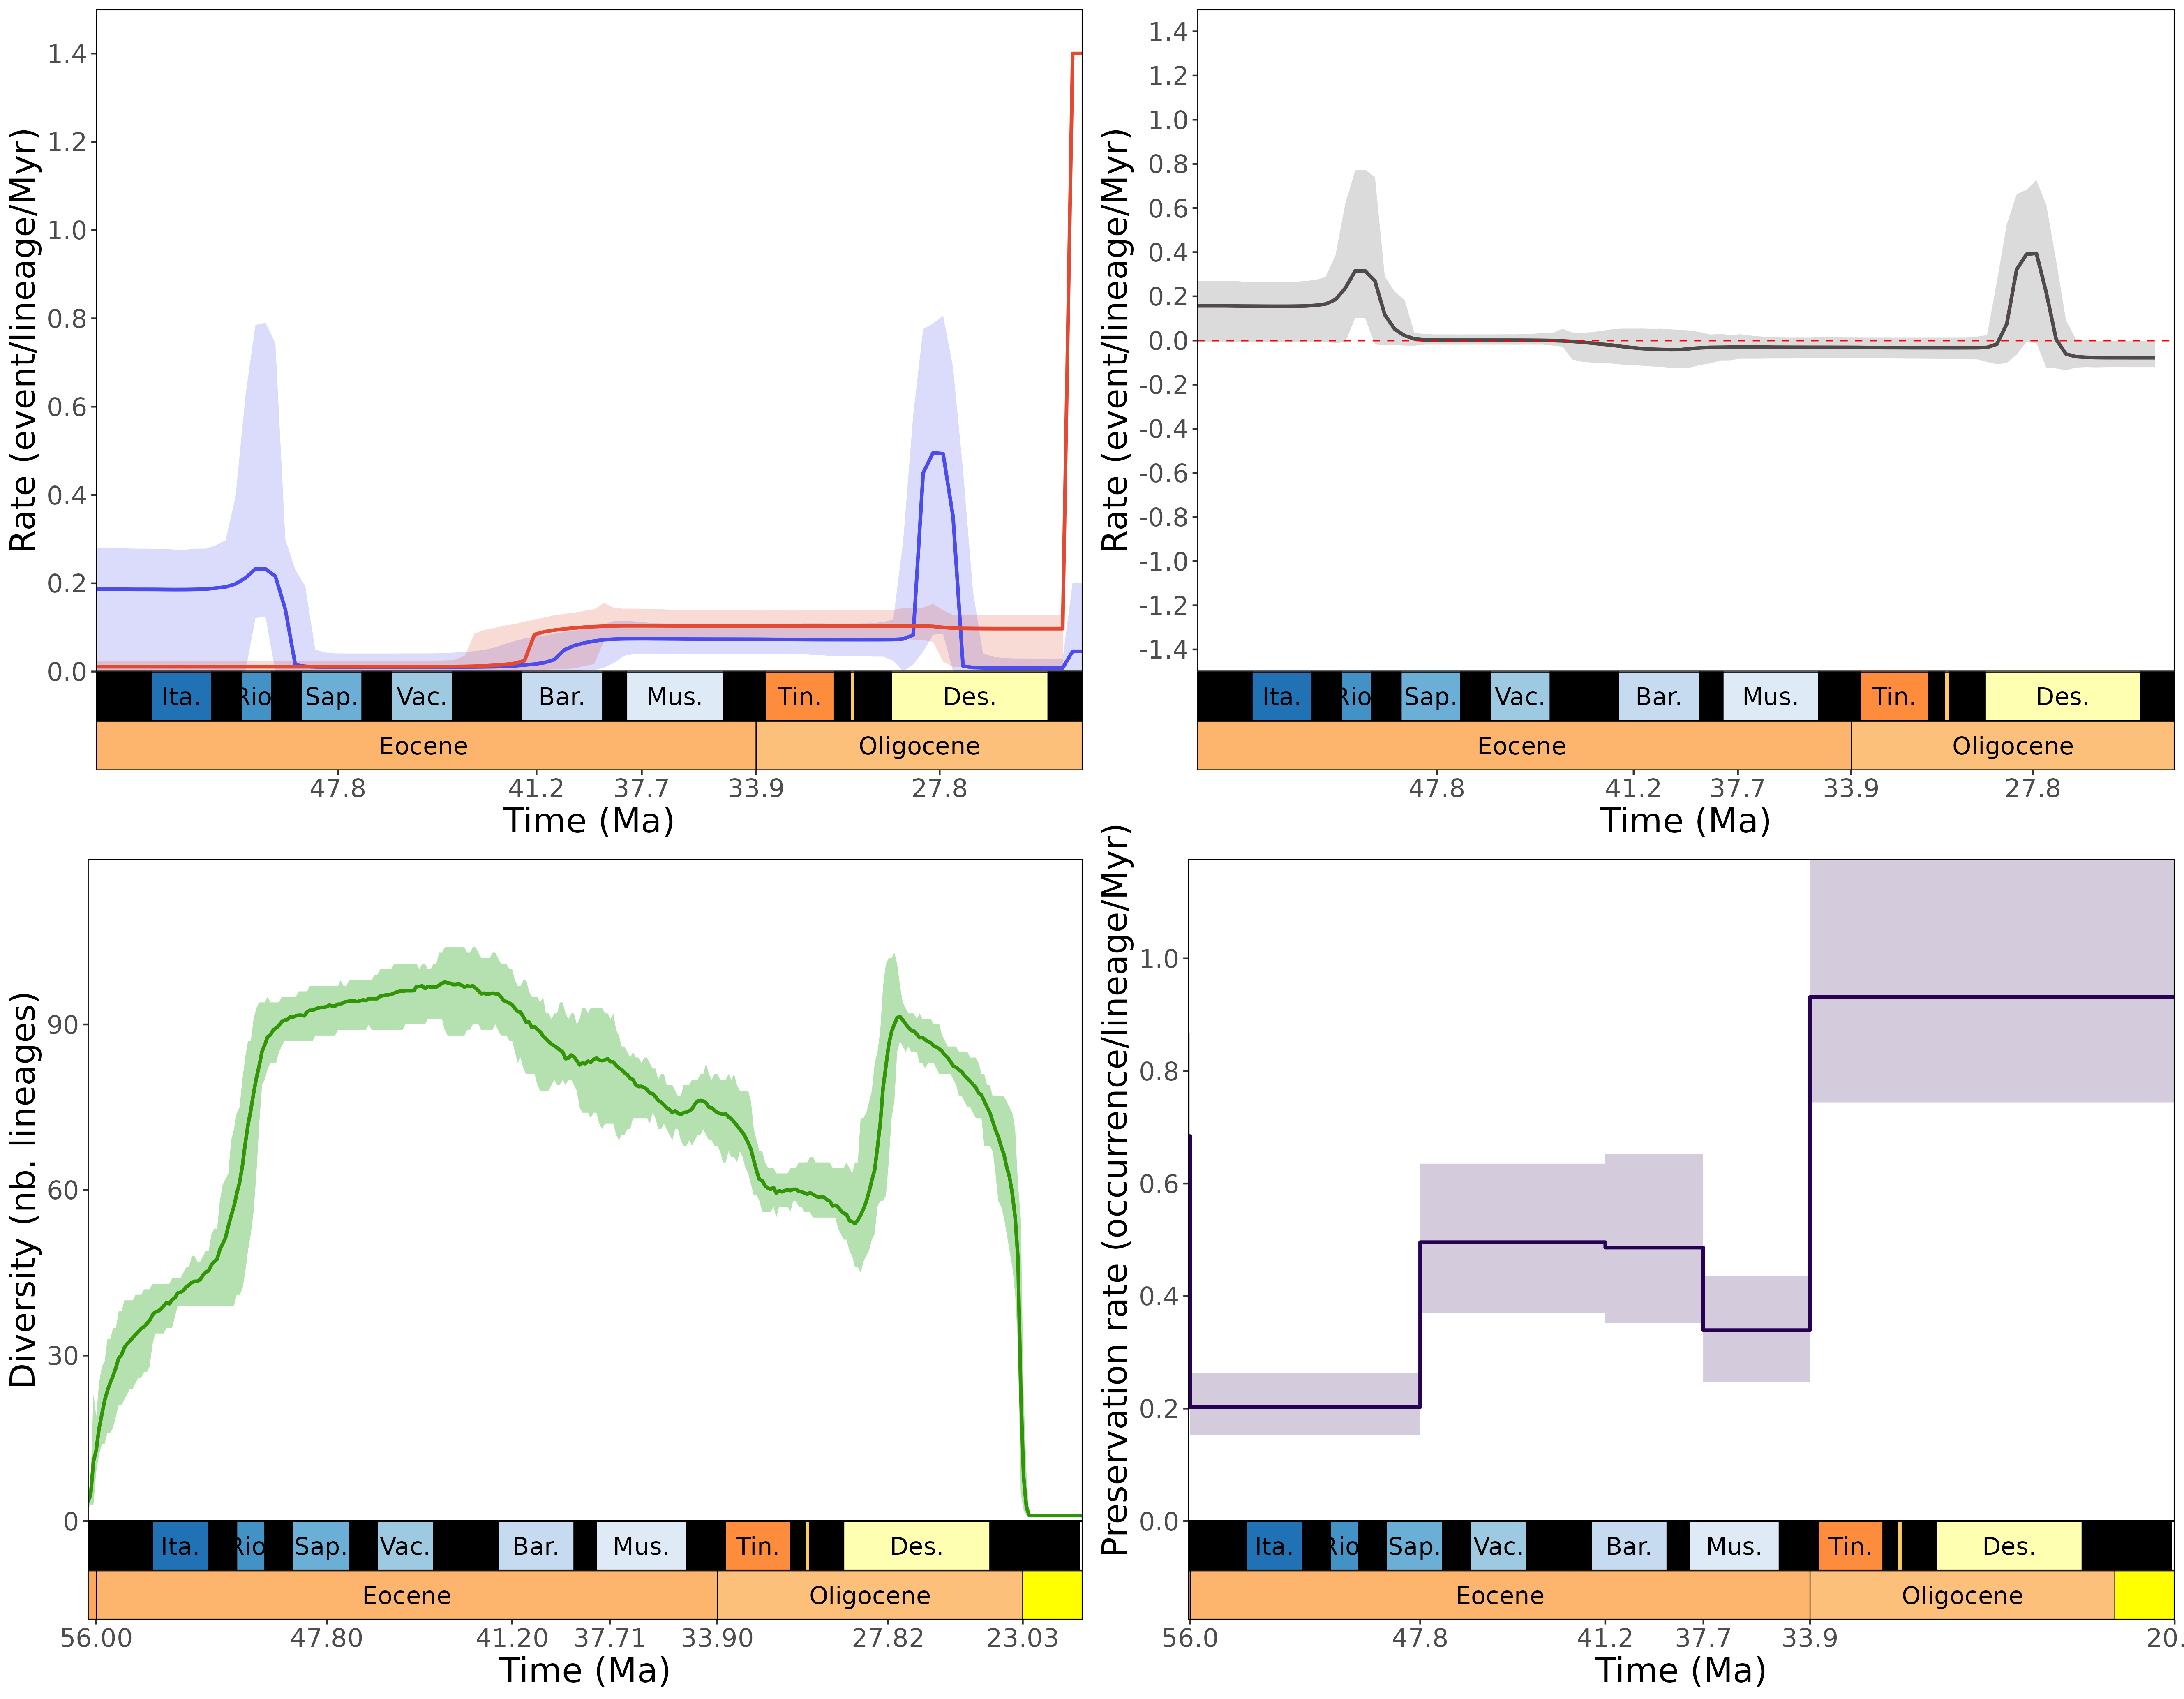 Rate (event/lineage/Myr)
1.4
1.2
1.0
0.8
0.6
0.4
0.2
0.0
Ita. Rio Sap. Vac. Bar. Mus. Tin. Des.
Eocene Oligocene
47.8 41.2 37.7 33.9 27.8
Time (Ma)
Rate (event/lineage/Myr)
1.4
1.2
1.0
0.8
0.6
0.4
0.2
0.0
-0.2
-0.4
-0.6
-0.8
-1.0
-1.2
-1.4
Ita. Rio Sap. Vac. Bar. Mus. Tin. Des.
Eocene Oligocene
47.8 41.2 37.7 33.9 27.8
Time (Ma)
Diversity (nb. lineages)
90
60
30
0
Ita. Rio Sap. Vac. Bar. Mus. Tin. Des.
Eocene Oligocene
56.00 47.80 41.20 37.71 33.90 27.82 23.03
Time (Ma)
Preservation rate (occurrence/lineage/Myr)
1.0
0.8
0.6
0.4
0.2
0.0
Ita. Rio Sap. Vac. Bar. Mus. Tin. Des.
Eocene Oligocene
56.0 47.8 41.2 37.7 33.9 20.
Time (Ma)